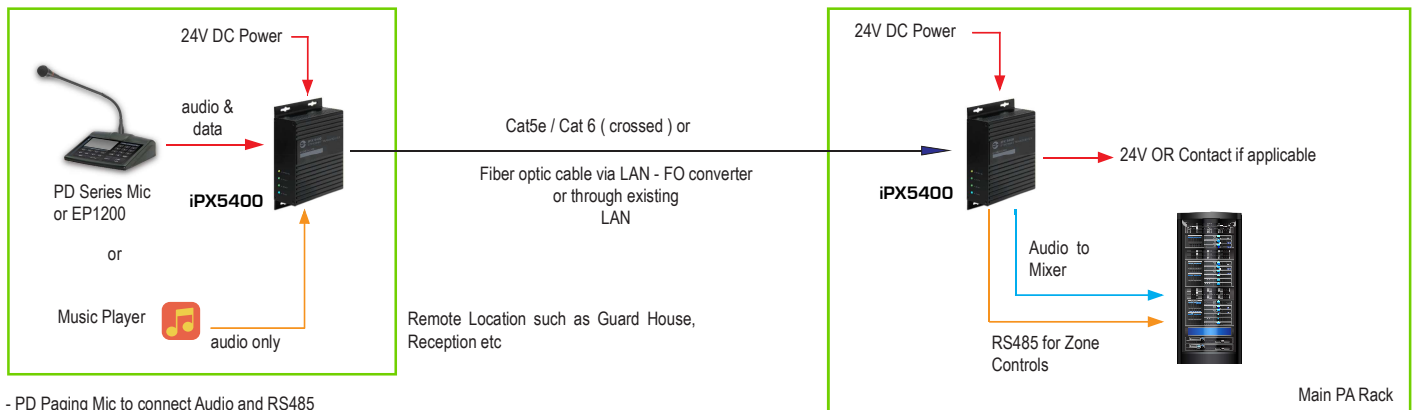 24V DC Power
audio &
data
PD Series Mic
or EP1200
iPX5400
or
Music Player
audio only
Cat5e / Cat 6 ( crossed ) or
Fiber optic cable via LAN - FO converter
or through existing
LAN
Remote Location such as Guard House,
Reception etc
24V DC Power
24V OR Contact if applicable
iPX5400
Audio to
Mixer
RS485 for Zone
Controls
Main PA Rack
- PD Paging Mic to connect Audio and RS485